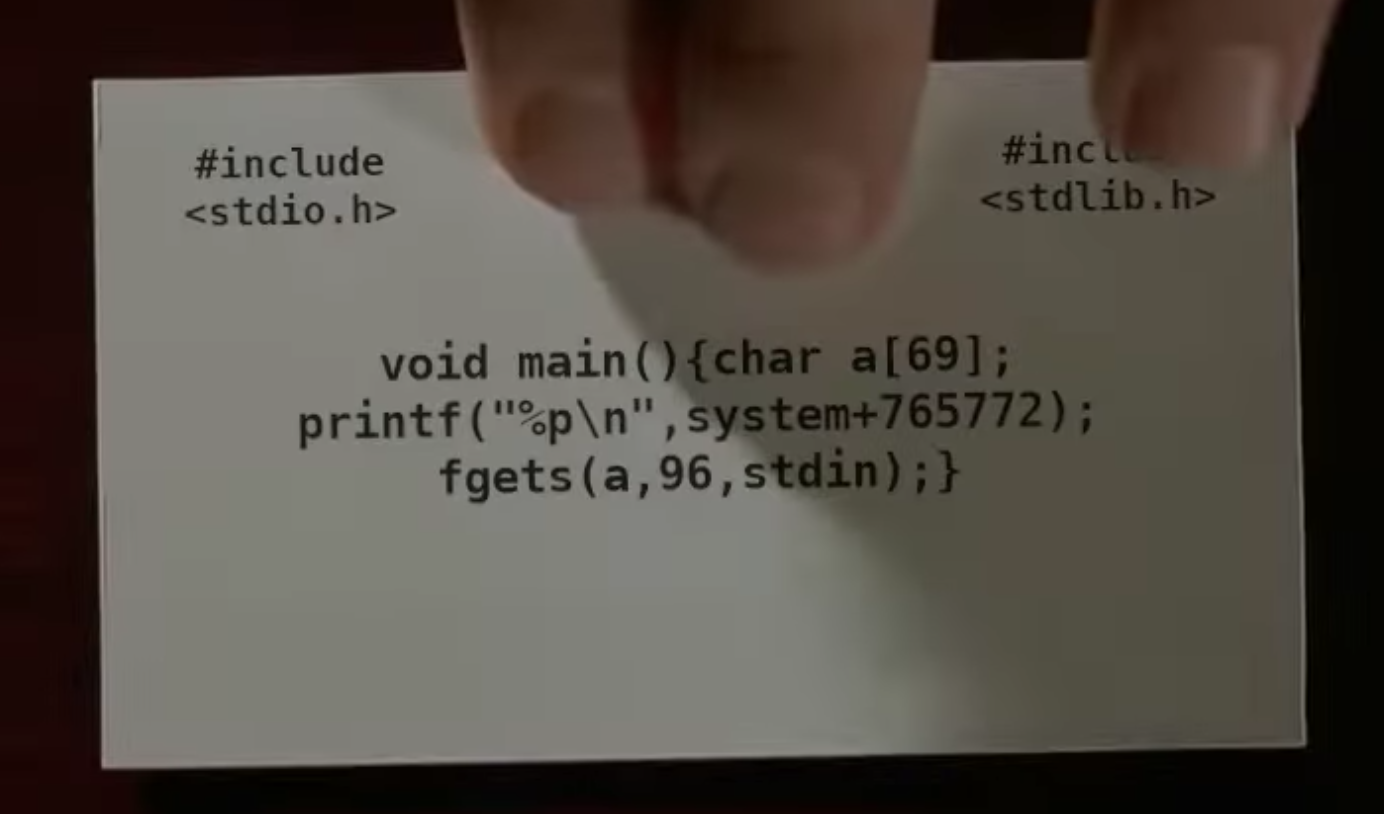 #include
<stdio.h>
<stdlib.h>
void main(){char a[69];
printf("%p\n",system+765772);
fgets(a,96,stdin);}